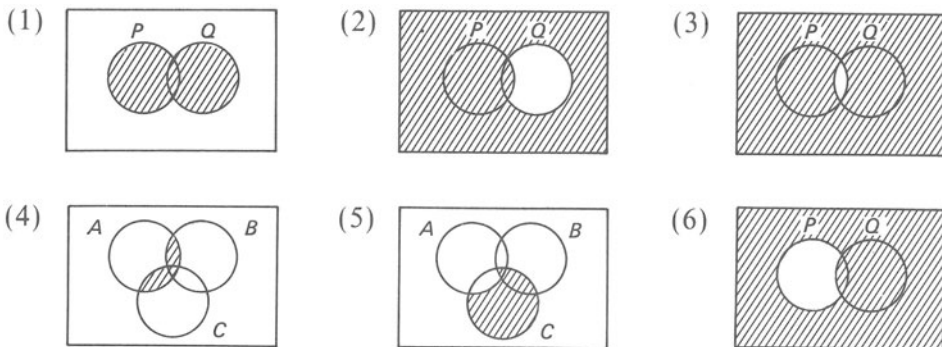 (1) P Q (2) P Q (3) P Q
(4) A B C (5) A B C (6) P Q